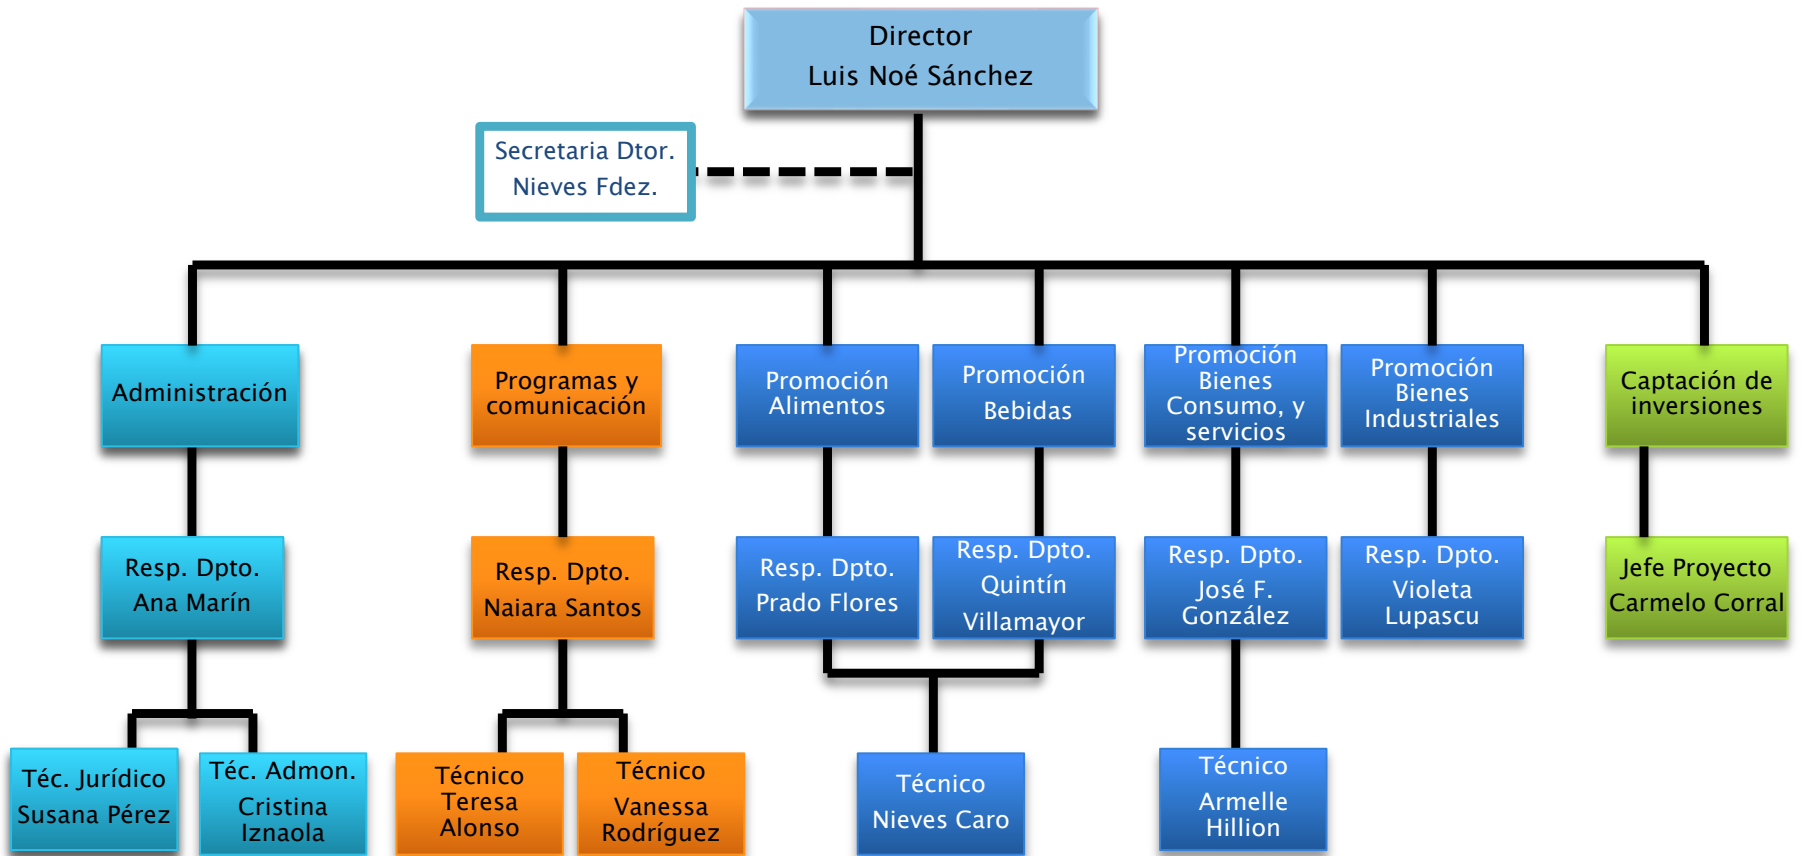 Director
Luis Noé Sánchez
Secretaria Dtor.
Nieves Fdez.
Administración
Programas y
comunicación
Promoción
Alimentos
Promoción
Bebidas
Promoción
Bienes
Consumo, y
servicios
Promoción
Bienes
Industriales
Captación de
inversiones
Resp. Dpto.
Ana Marín
Resp. Dpto.
Naiara Santos
Resp. Dpto.
Prado Flores
Resp. Dpto.
Quintín
Villamayor
Resp. Dpto.
José F.
González
Resp. Dpto.
Violeta
Lupascu
Jefe Proyecto
Carmelo Corral
Téc. Jurídico
Susana Pérez
Téc. Admon.
Cristina
Iznaola
Técnico
Teresa
Alonso
Técnico
Vanessa
Rodríguez
Técnico
Nieves Caro
Técnico
Armelle
Hillion